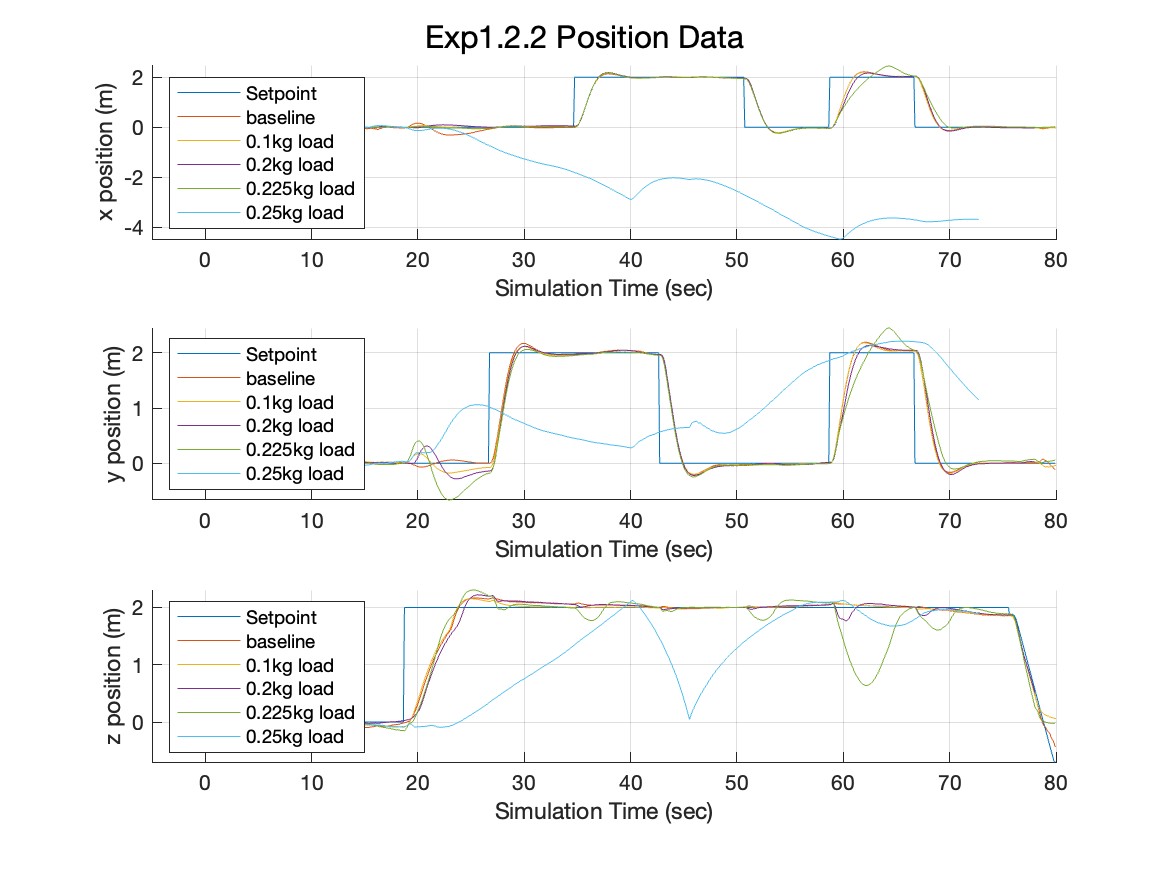 Exp1.2.2 Position Data
x position (m)
2
0
-2
-4
Setpoint
baseline
0.1kg load
0.2kg load
0.225kg load
0.25kg load
0 10 20 30 40 50 60 70 80
Simulation Time (sec)
y position (m)
2
1
0
Setpoint
baseline
0.1kg load
0.2kg load
0.225kg load
0.25kg load
0 10 20 30 40 50 60 70 80
Simulation Time (sec)
z position (m)
2
1
0
Setpoint
baseline
0.1kg load
0.2kg load
0.225kg load
0.25kg load
0 10 20 30 40 50 60 70 80
Simulation Time (sec)